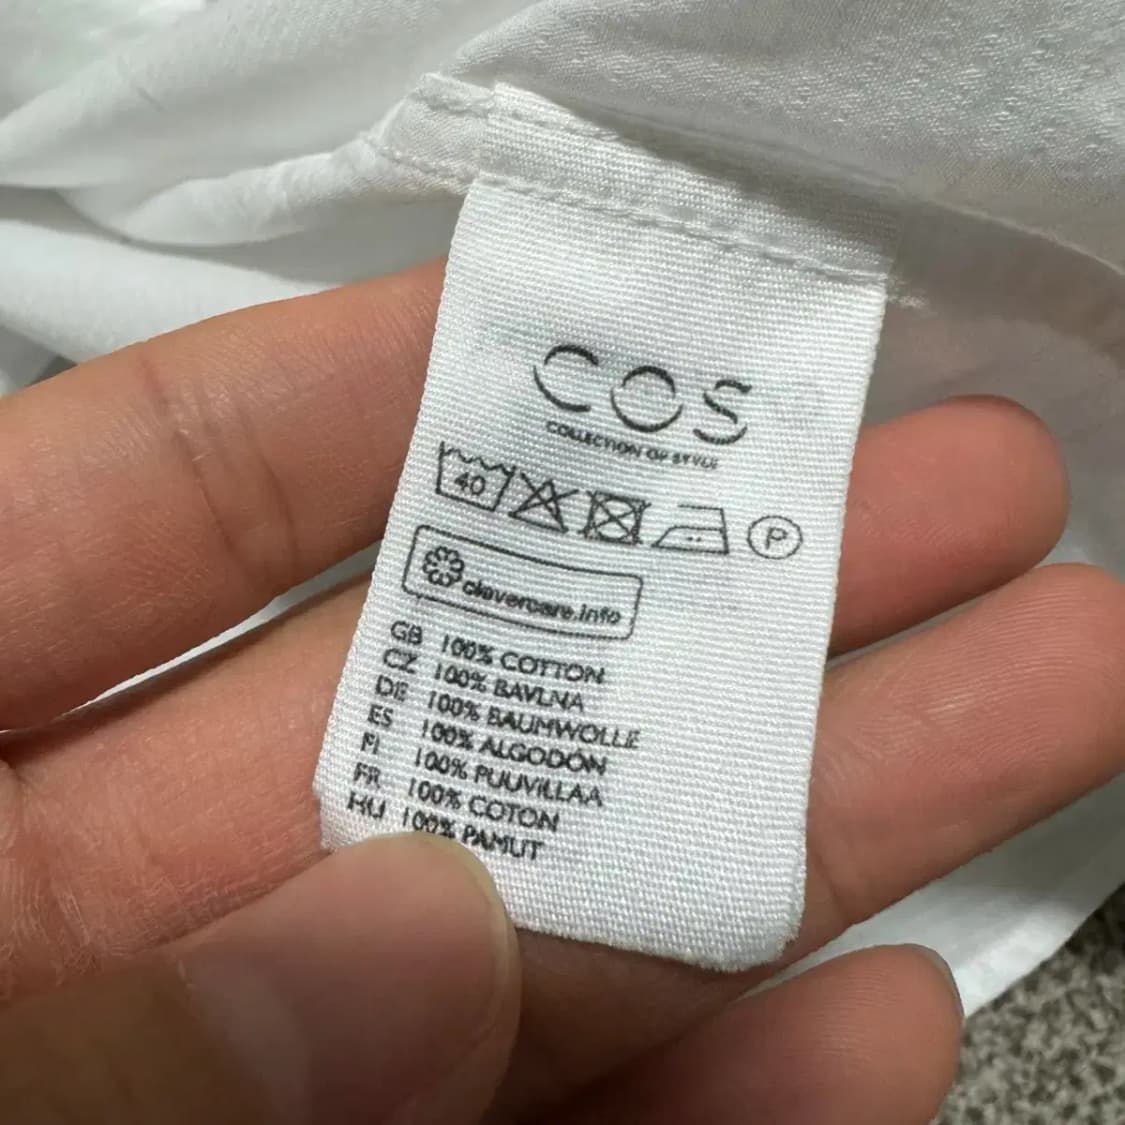 COS
COLLECTION OF STYLE
40 P
clevercare.info
GB 100% COTTON
CZ 100% BAVLNA
DE 100% BAUMWOLLE
ES 100% ALGODÓN
FI 100% PUUVILLAA
FR 100% COTON
HU 100% PAMUT